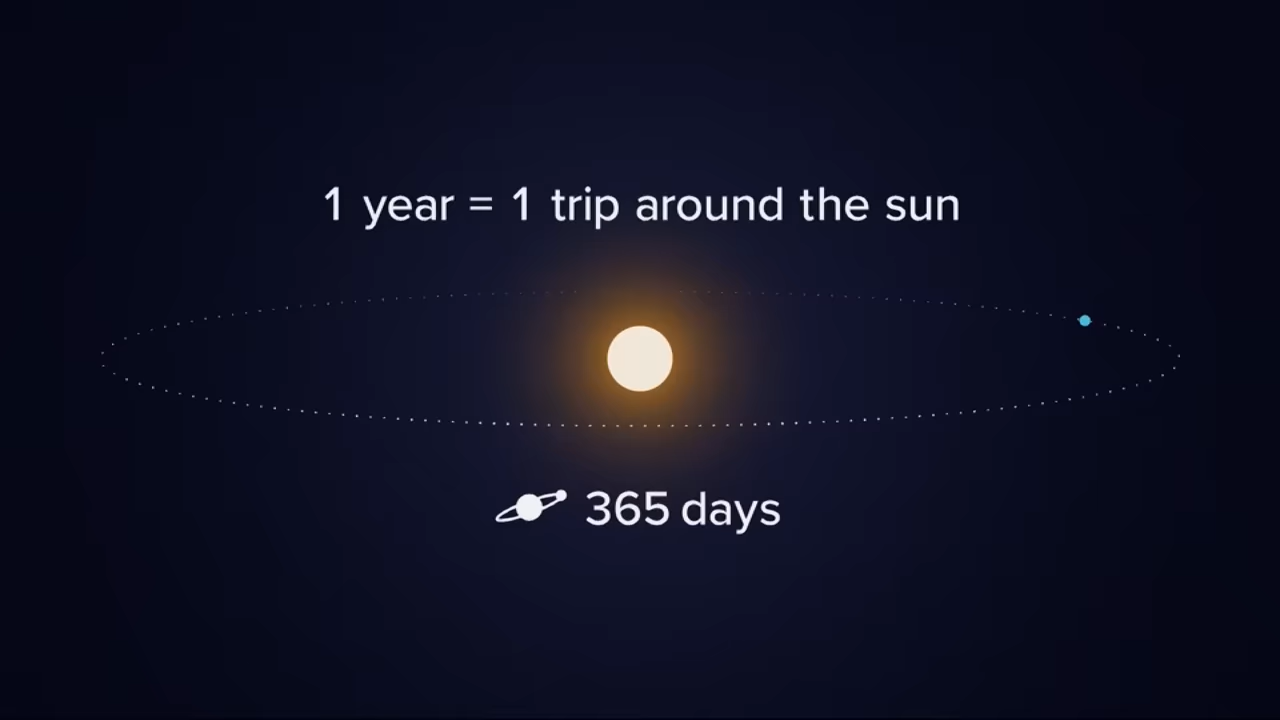 1 year = 1 trip around the sun
365 days